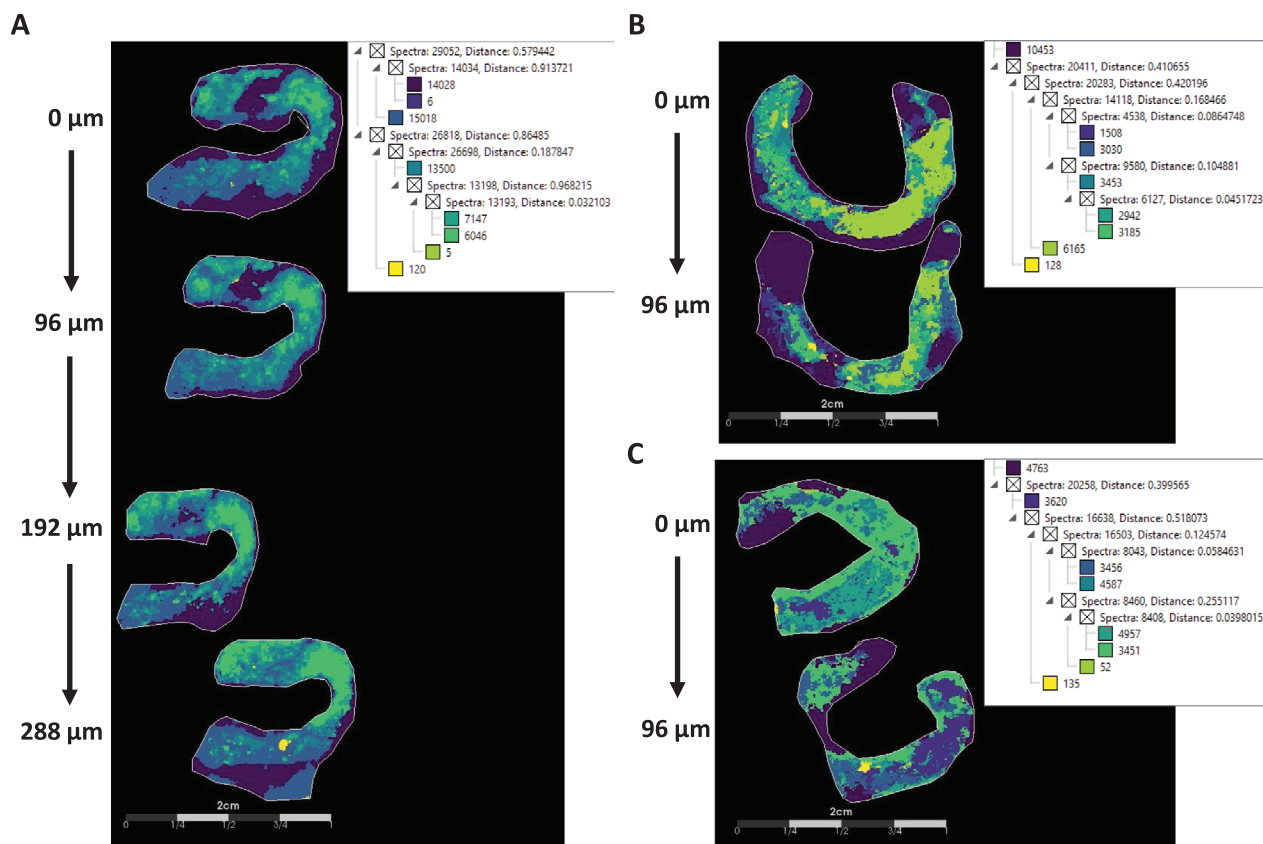 A
Spectra: 29052, Distance: 0.579442
Spectra: 14034, Distance: 0.913721
14028
6
15018
Spectra: 26818, Distance: 0.86485
Spectra: 26698, Distance: 0.187847
13500
Spectra: 13198, Distance: 0.968215
Spectra: 13193, Distance: 0.032103
7147
6046
5
120
0 µm
96 µm
192 µm
288 µm
2cm
0 1/4 1/2 3/4 1
B
10453
Spectra: 20411, Distance: 0.410655
Spectra: 20283, Distance: 0.420196
Spectra: 14118, Distance: 0.168466
Spectra: 4538, Distance: 0.0864748
1508
3030
Spectra: 9580, Distance: 0.104881
3453
Spectra: 6127, Distance: 0.0451723
2942
3185
6165
128
0 µm
96 µm
2cm
0 1/4 1/2 3/4 1
C
4763
Spectra: 20258, Distance: 0.399565
3620
Spectra: 16638, Distance: 0.518073
Spectra: 16503, Distance: 0.124574
Spectra: 8043, Distance: 0.0584631
3456
4587
Spectra: 8460, Distance: 0.255117
Spectra: 8408, Distance: 0.0398015
4957
3451
52
135
0 µm
96 µm
2cm
0 1/4 1/2 3/4 1